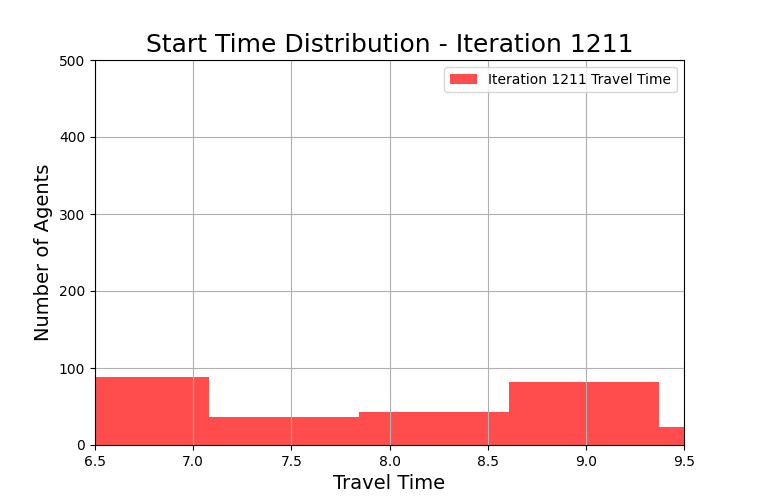 Start Time Distribution - Iteration 1211
Iteration 1211 Travel Time
Number of Agents
500
400
300
200
100
0
6.5 7.0 7.5 8.0 8.5 9.0 9.5
Travel Time